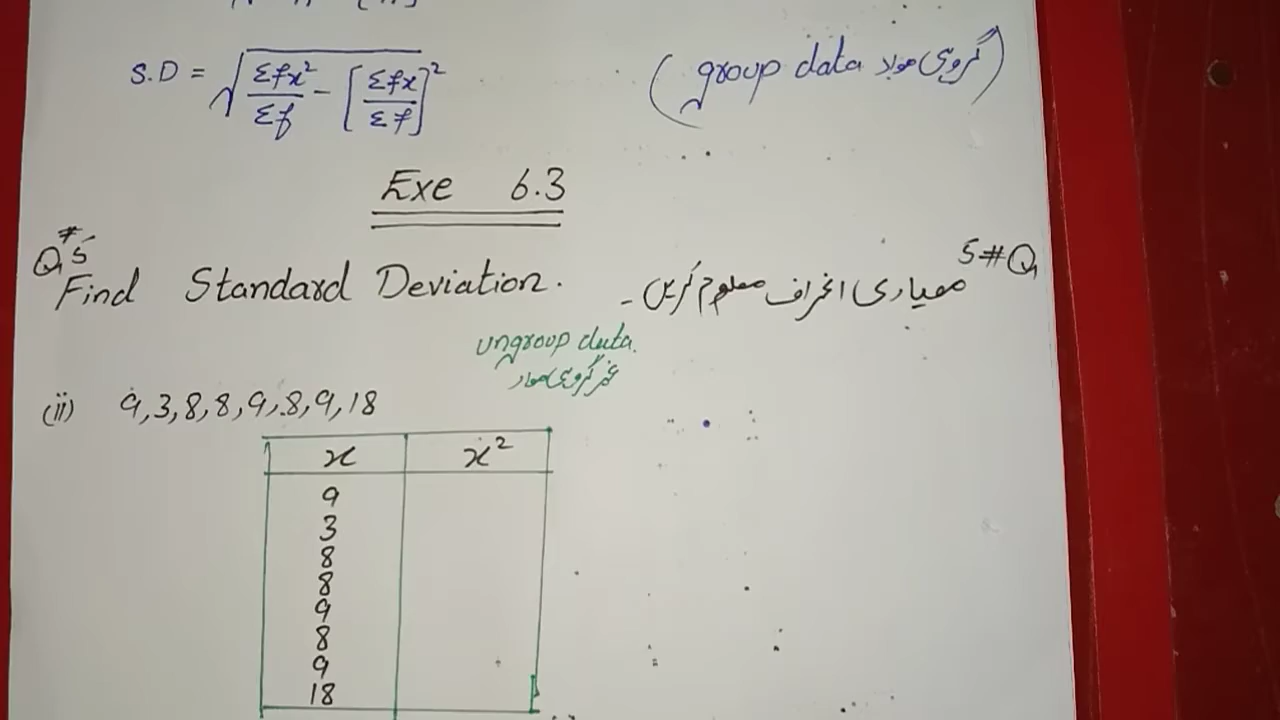 S.D = √ Σfx²/Σf - [Σfx/Σf]² (group data گروہی مواد)
Exe 6.3
Q#5 Q#5
Find Standard Deviation. معیاری انحراف معلوم کریں۔
ungroup data.
غیر گروہی مواد
(ii) 9,3,8,8,9,8,9,18
x x²
9
3
8
8
9
8
9
18